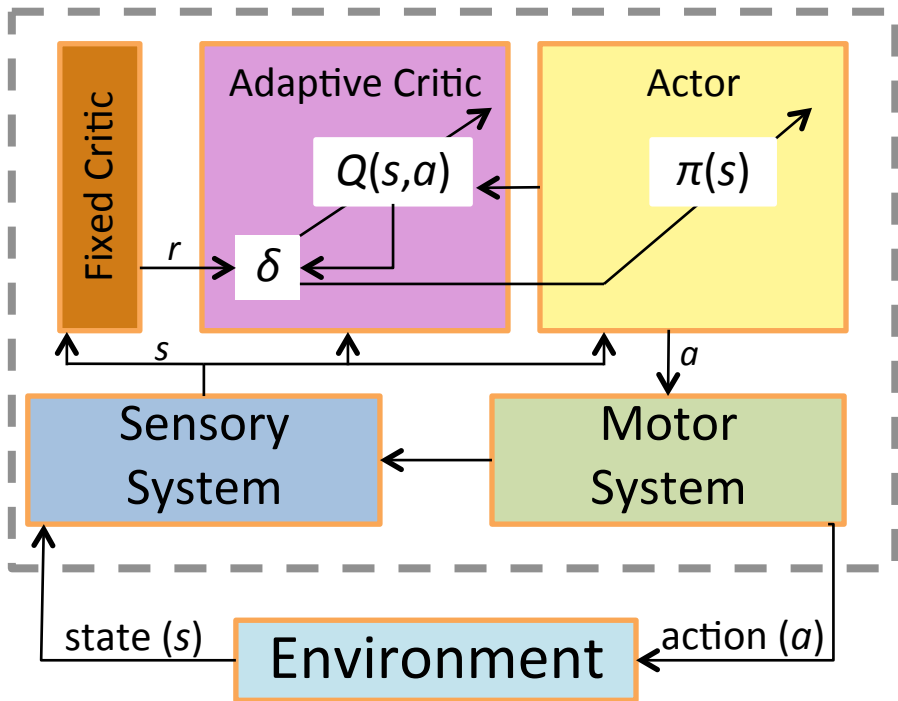 Fixed Critic
Adaptive Critic
Actor
Q(s,a)
π(s)
r
δ
s
a
Sensory
System
Motor
System
state (s)
Environment
action (a)